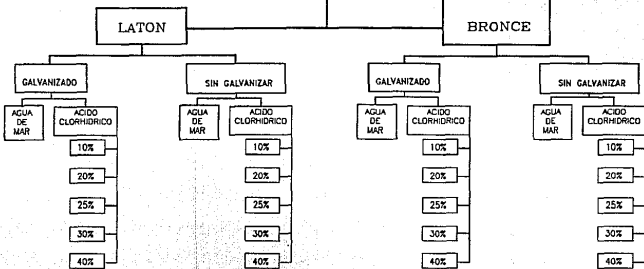 LATON BRONCE
GALVANIZADO SIN GALVANIZAR GALVANIZADO SIN GALVANIZAR
AGUA DE MAR ACIDO CLORHIDRICO AGUA DE MAR ACIDO CLORHIDRICO AGUA DE MAR ACIDO CLORHIDRICO AGUA DE MAR ACIDO CLORHIDRICO
10% 10% 10% 10%
20% 20% 20% 20%
25% 25% 25% 25%
30% 30% 30% 30%
40% 40% 40% 40%